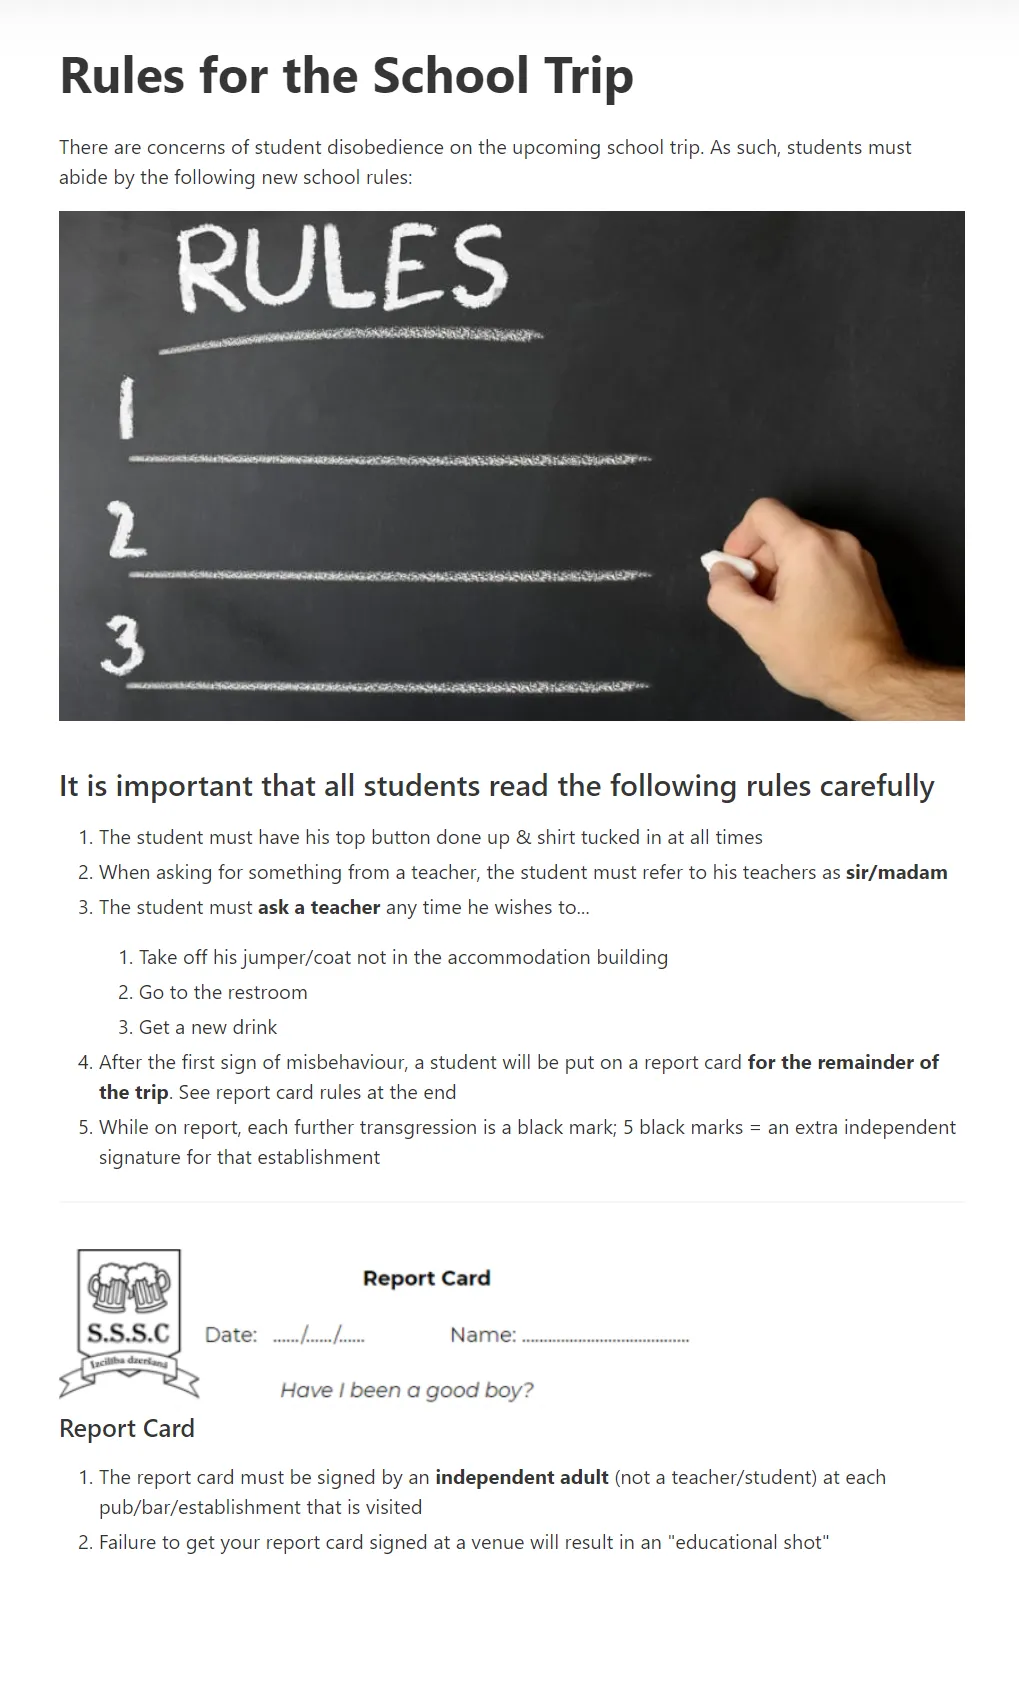 Rules for the School Trip
There are concerns of student disobedience on the upcoming school trip. As such, students must
abide by the following new school rules:
RULES
1
2
3
It is important that all students read the following rules carefully
1. The student must have his top button done up & shirt tucked in at all times
2. When asking for something from a teacher, the student must refer to his teachers as sir/madam
3. The student must ask a teacher any time he wishes to...
1. Take off his jumper/coat not in the accommodation building
2. Go to the restroom
3. Get a new drink
4. After the first sign of misbehaviour, a student will be put on a report card for the remainder of
the trip. See report card rules at the end
5. While on report, each further transgression is a black mark; 5 black marks = an extra independent
signature for that establishment
S.S.S.C
Izcilība dzeršanā
Report Card
Date: ....../....../...... Name: ......................................
Have I been a good boy?
Report Card
1. The report card must be signed by an independent adult (not a teacher/student) at each
pub/bar/establishment that is visited
2. Failure to get your report card signed at a venue will result in an "educational shot"